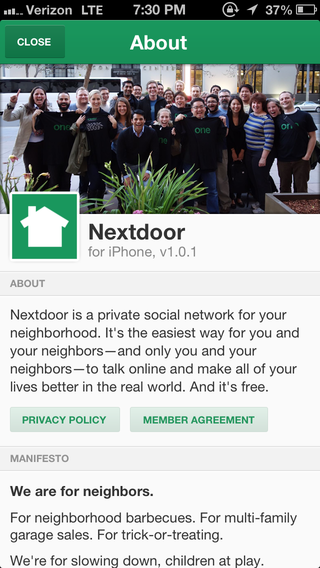 Verizon LTE 7:30 PM 37%
CLOSE
About
one
one
Nextdoor
for iPhone, v1.0.1
ABOUT
Nextdoor is a private social network for your
neighborhood. It's the easiest way for you and
your neighbors—and only you and your
neighbors—to talk online and make all of your
lives better in the real world. And it's free.
PRIVACY POLICY
MEMBER AGREEMENT
MANIFESTO
We are for neighbors.
For neighborhood barbecues. For multi-family
garage sales. For trick-or-treating.
We're for slowing down, children at play.